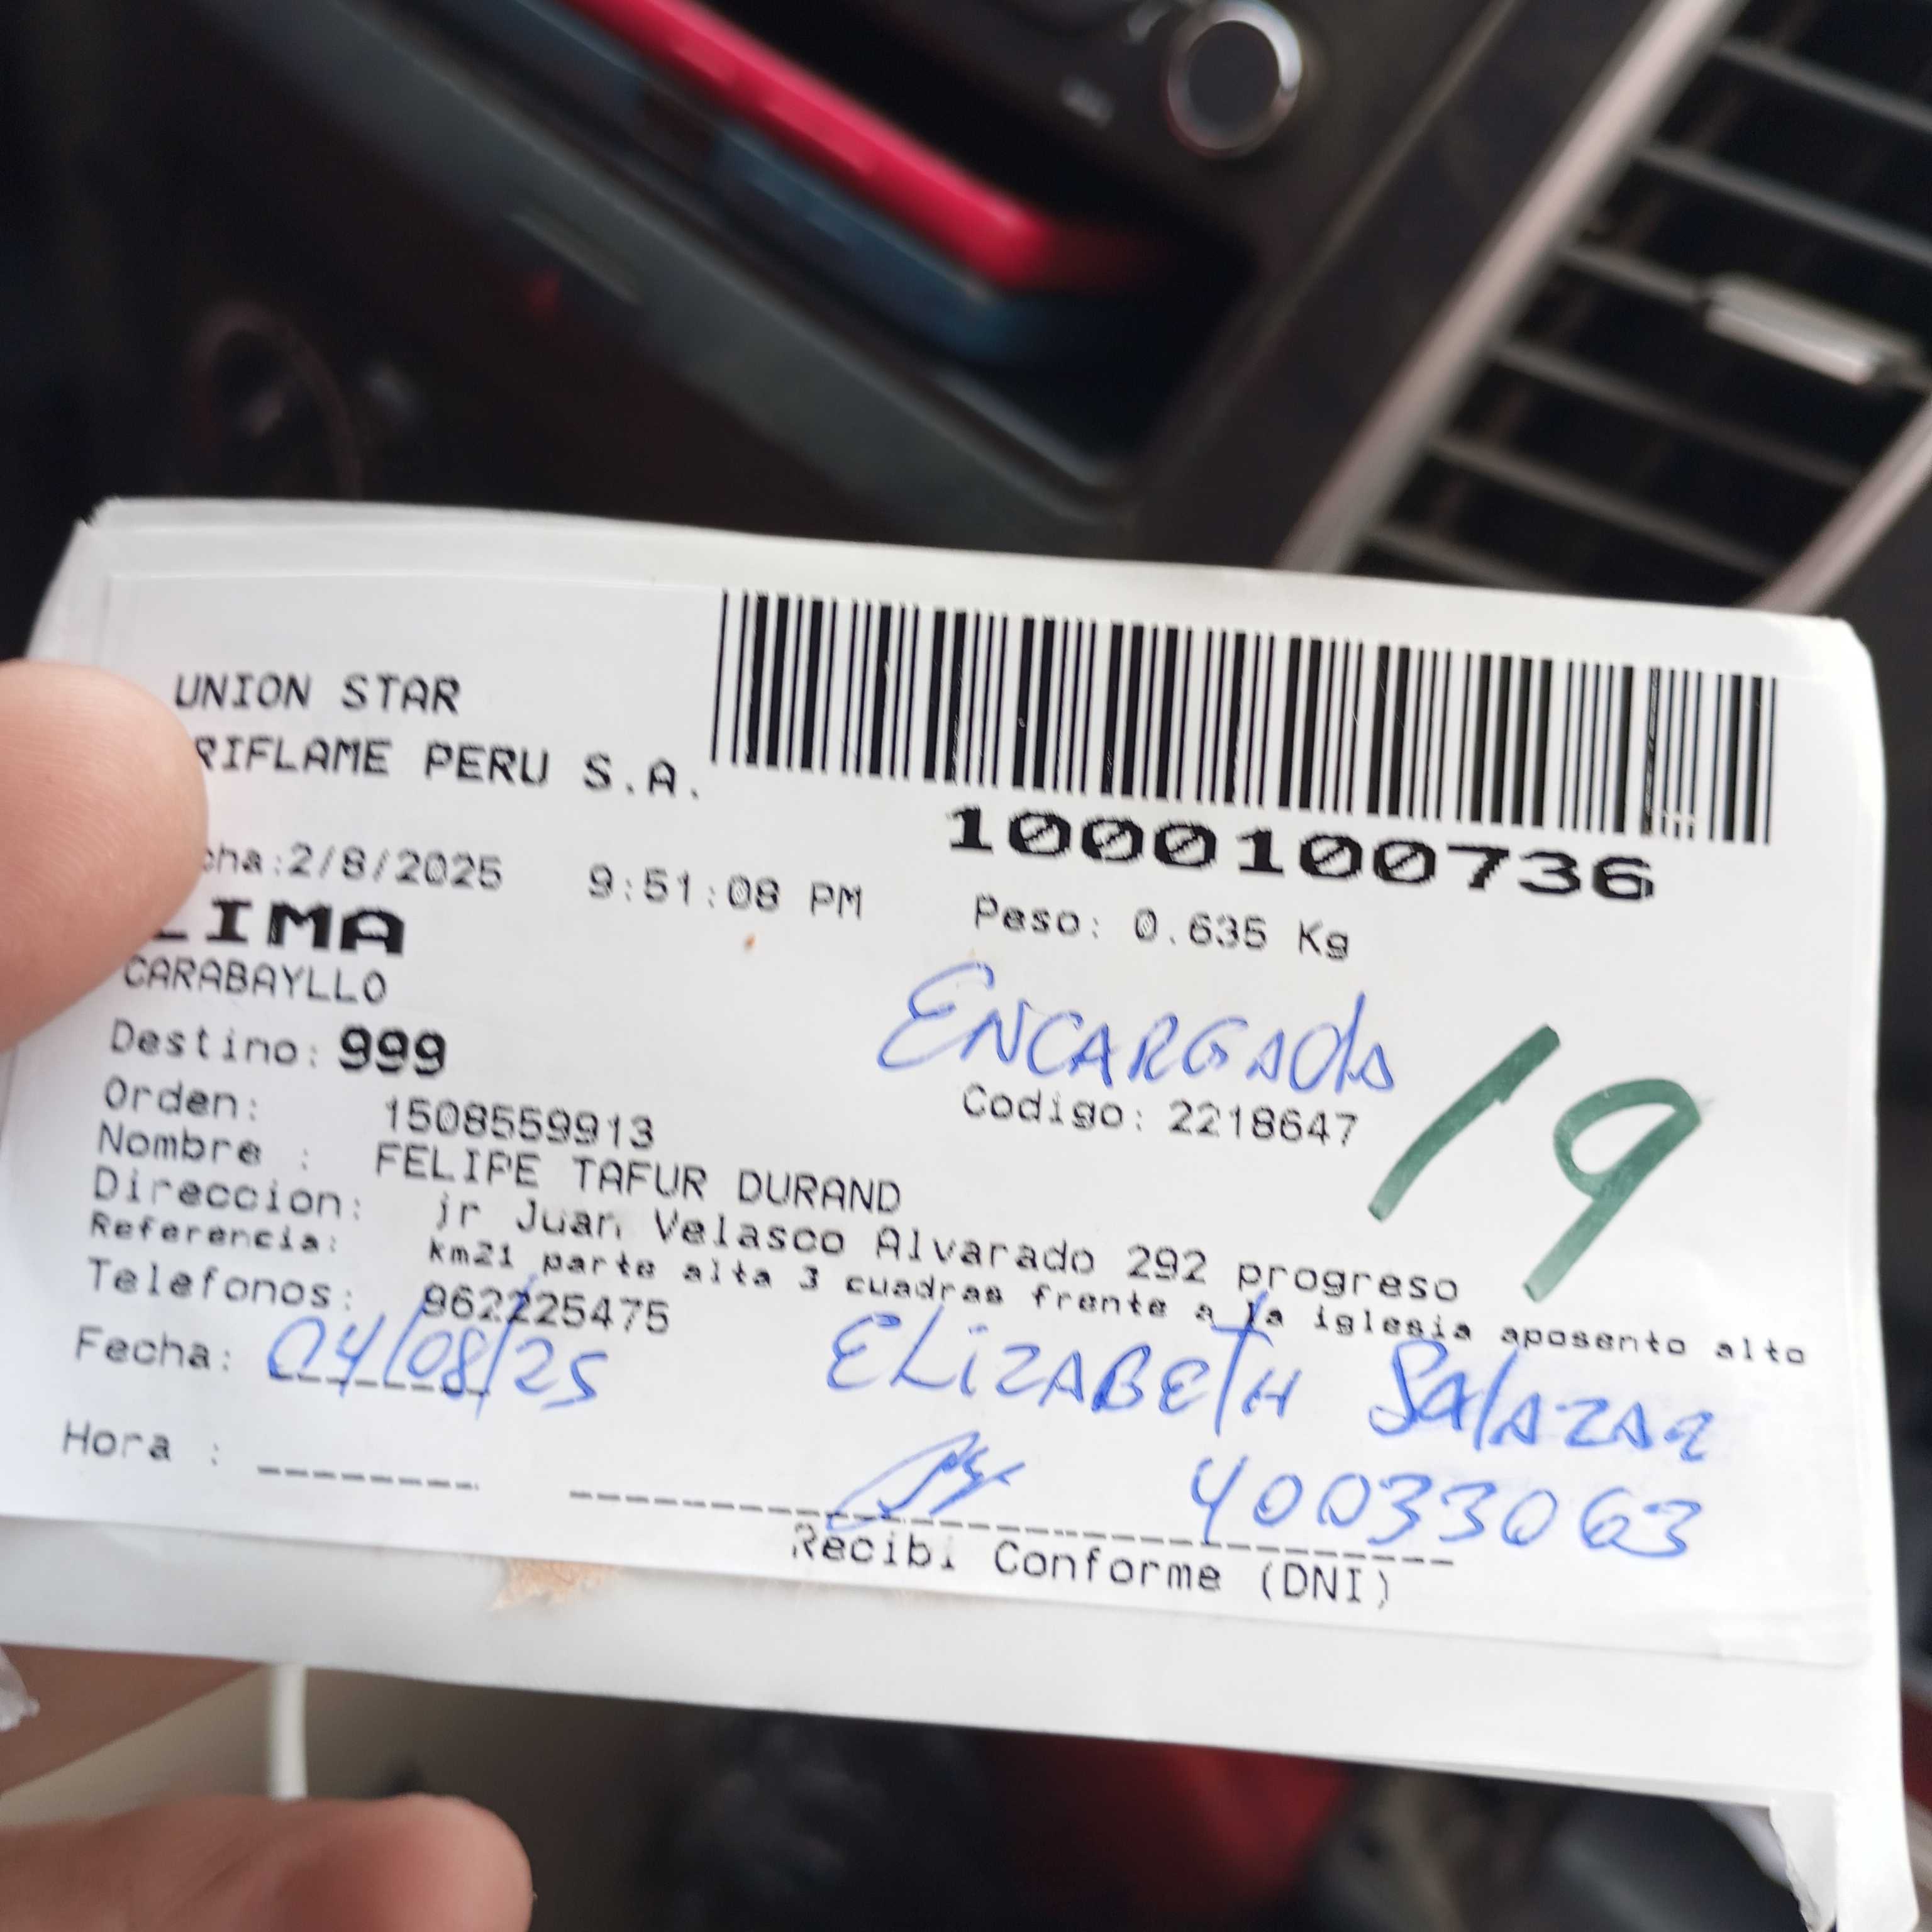 UNION STAR
RIFLAME PERU S.A.
1000100736
cha:2/8/2025 9:51:08 PM
Peso: 0.635 Kg
LIMA
CARABAYLLO
ENCARGADA
Destino: 999
Codigo: 2218647
19
Orden: 1508559913
Nombre : FELIPE TAFUR DURAND
Direccion: jr Juan Velasco Alvarado 292 progreso
Referencia: km21 parte alta 3 cuadras frente a la iglesia aposento alto
Telefonos: 962225475
Fecha: 04/08/25
ELIZABETH SALAZAR
40033063
Hora :
Recibi Conforme (DNI)